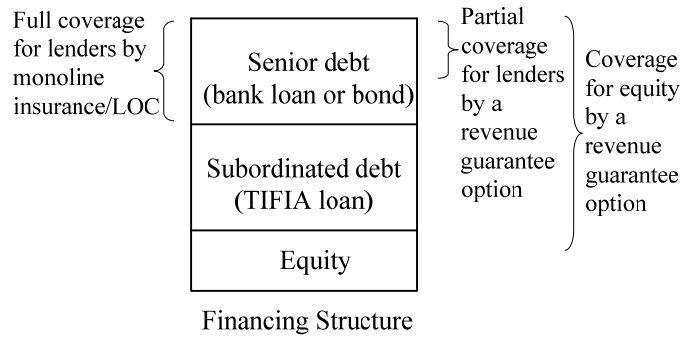 Full coverage
for lenders by
monoline
insurance/LOC
Senior debt
(bank loan or bond)
Subordinated debt
(TIFIA loan)
Equity
Partial
coverage
for lenders
by a
revenue
guarantee
option
Coverage
for equity
by a
revenue
guarantee
option
Financing Structure